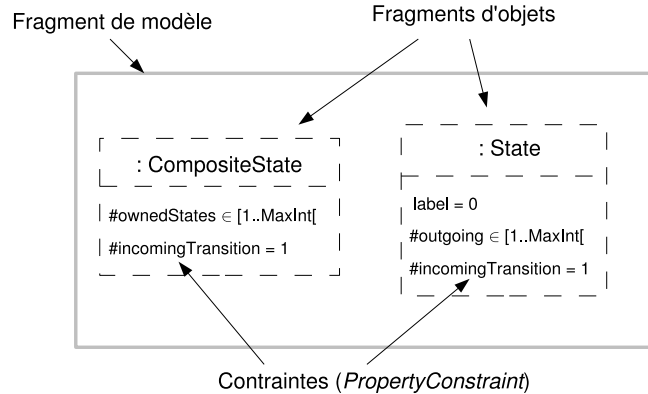 Fragment de modèle
Fragments d'objets
: CompositeState
#ownedStates ∈ [1..MaxInt[
#incomingTransition = 1
: State
label = 0
#outgoing ∈ [1..MaxInt[
#incomingTransition = 1
Contraintes (PropertyConstraint)